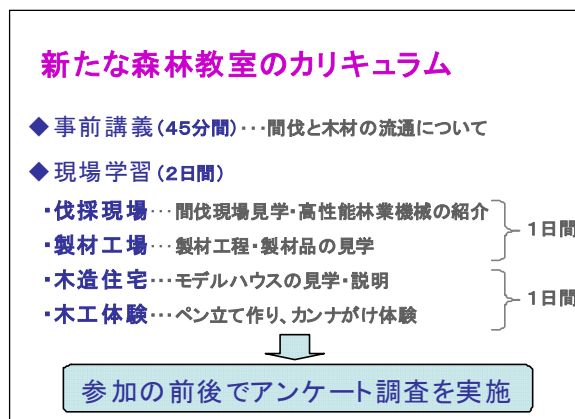 新たな森林教室のカリキュラム
◆事前講義(45分間)･･･間伐と木材の流通について
◆現場学習(2日間)
・伐採現場･･･間伐現場見学・高性能林業機械の紹介
・製材工場･･･製材工程・製材品の見学
1日間
・木造住宅･･･モデルハウスの見学・説明
・木工体験･･･ペン立て作り、カンナがけ体験
1日間
参加の前後でアンケート調査を実施